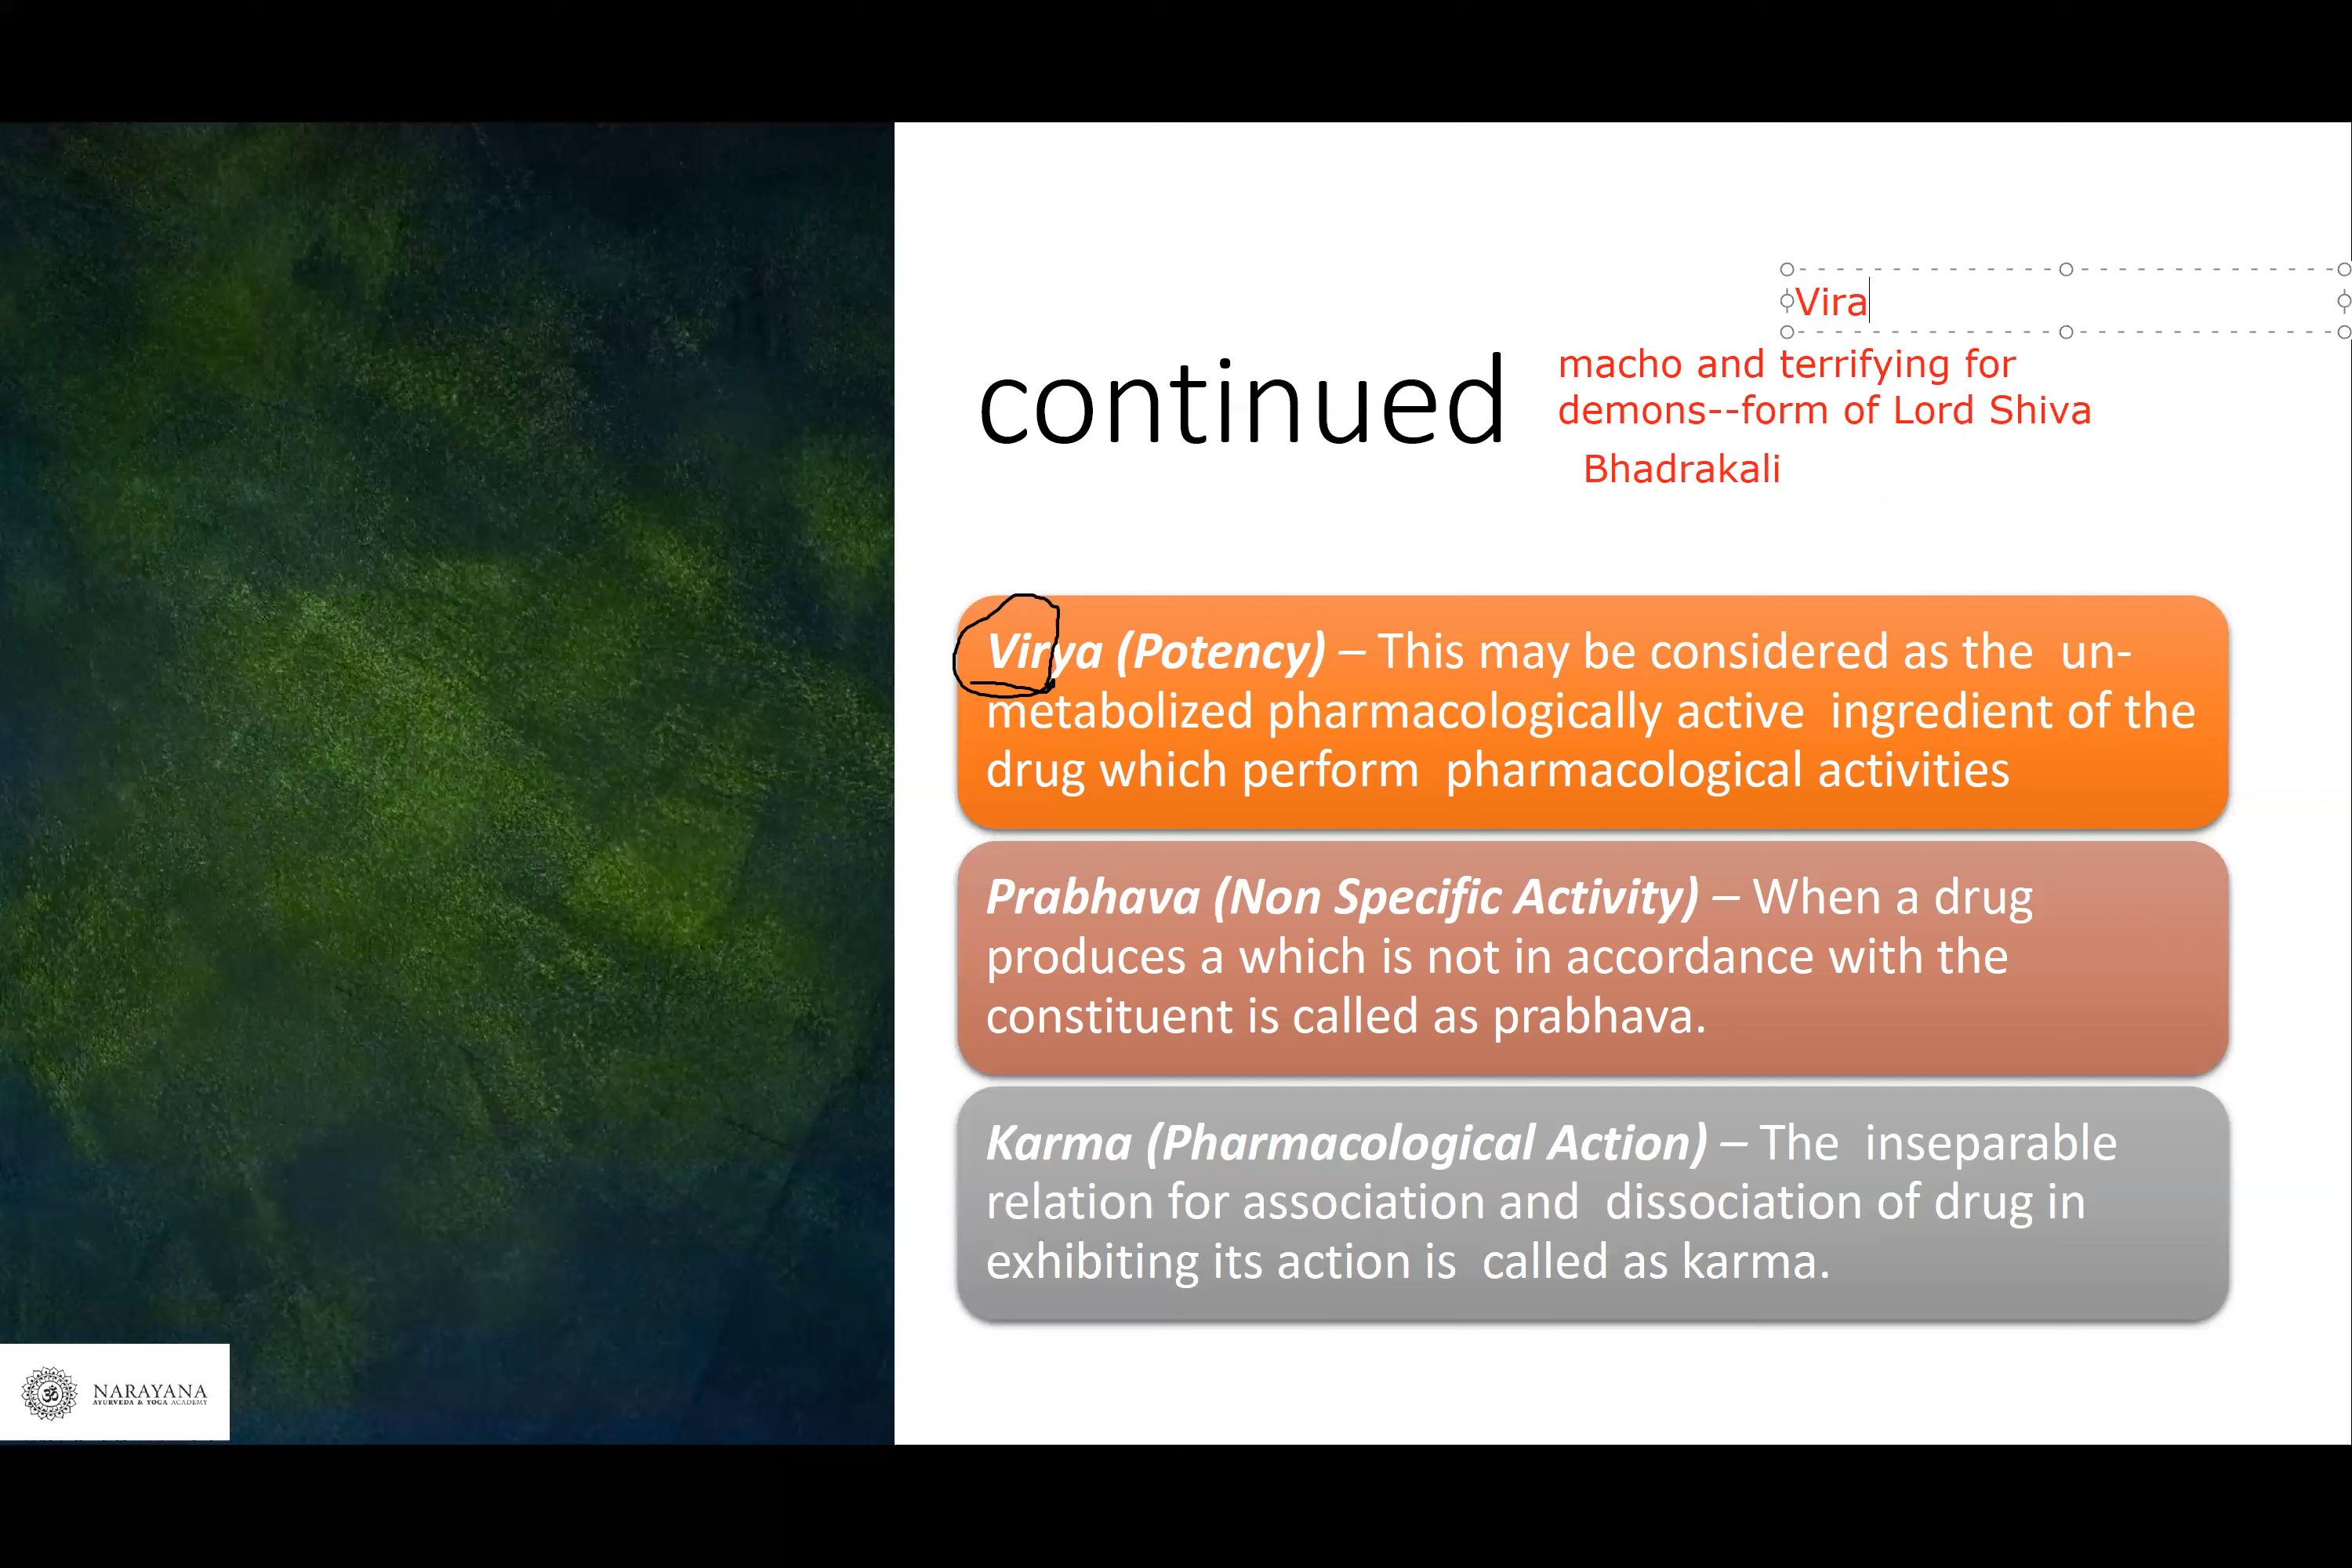 Vira
continued
macho and terrifying for
demons--form of Lord Shiva
Bhadrakali
Virya (Potency) – This may be considered as the un-
metabolized pharmacologically active ingredient of the
drug which perform pharmacological activities
Prabhava (Non Specific Activity) – When a drug
produces a which is not in accordance with the
constituent is called as prabhava.
Karma (Pharmacological Action) – The inseparable
relation for association and dissociation of drug in
exhibiting its action is called as karma.
ॐ
NARAYANA
AYURVEDA & YOGA ACADEMY